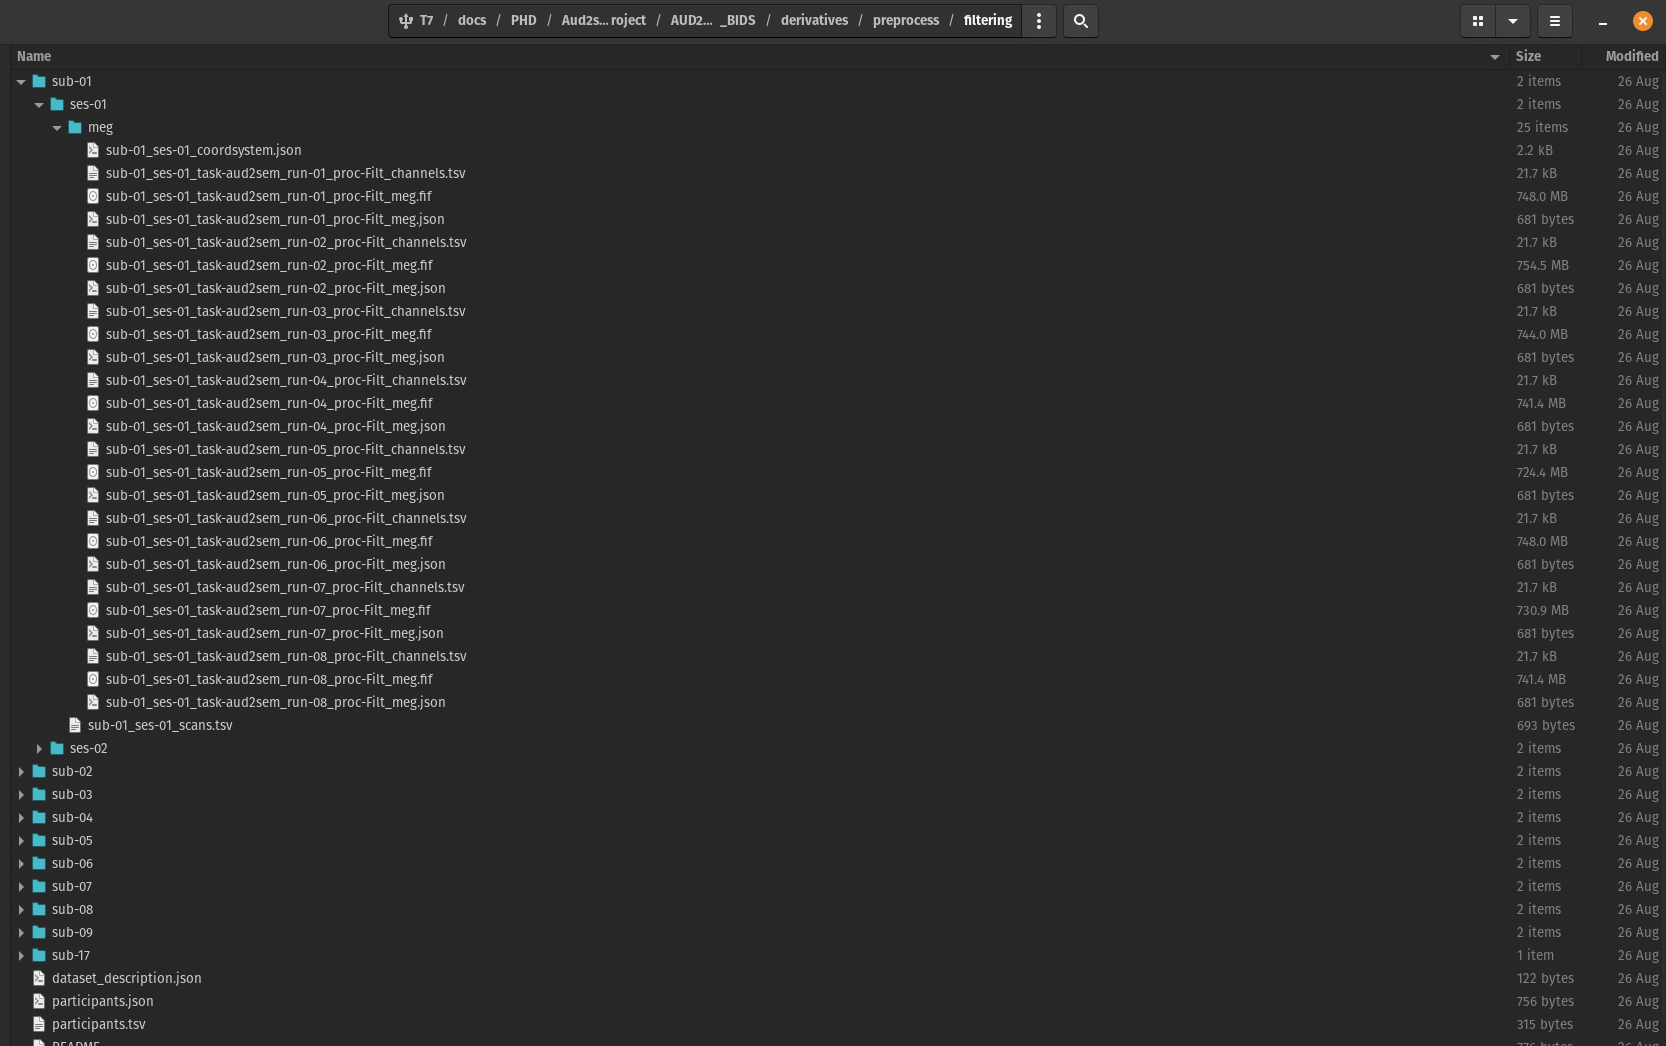 T7 / docs / PHD / Aud2s...roject / AUD2... _BIDS / derivatives / preprocess / filtering
Name Size Modified
sub-01 2 items 26 Aug
ses-01 2 items 26 Aug
meg 25 items 26 Aug
sub-01_ses-01_coordsystem.json 2.2 kB 26 Aug
sub-01_ses-01_task-aud2sem_run-01_proc-Filt_channels.tsv 21.7 kB 26 Aug
sub-01_ses-01_task-aud2sem_run-01_proc-Filt_meg.fif 748.0 MB 26 Aug
sub-01_ses-01_task-aud2sem_run-01_proc-Filt_meg.json 681 bytes 26 Aug
sub-01_ses-01_task-aud2sem_run-02_proc-Filt_channels.tsv 21.7 kB 26 Aug
sub-01_ses-01_task-aud2sem_run-02_proc-Filt_meg.fif 754.5 MB 26 Aug
sub-01_ses-01_task-aud2sem_run-02_proc-Filt_meg.json 681 bytes 26 Aug
sub-01_ses-01_task-aud2sem_run-03_proc-Filt_channels.tsv 21.7 kB 26 Aug
sub-01_ses-01_task-aud2sem_run-03_proc-Filt_meg.fif 744.0 MB 26 Aug
sub-01_ses-01_task-aud2sem_run-03_proc-Filt_meg.json 681 bytes 26 Aug
sub-01_ses-01_task-aud2sem_run-04_proc-Filt_channels.tsv 21.7 kB 26 Aug
sub-01_ses-01_task-aud2sem_run-04_proc-Filt_meg.fif 741.4 MB 26 Aug
sub-01_ses-01_task-aud2sem_run-04_proc-Filt_meg.json 681 bytes 26 Aug
sub-01_ses-01_task-aud2sem_run-05_proc-Filt_channels.tsv 21.7 kB 26 Aug
sub-01_ses-01_task-aud2sem_run-05_proc-Filt_meg.fif 724.4 MB 26 Aug
sub-01_ses-01_task-aud2sem_run-05_proc-Filt_meg.json 681 bytes 26 Aug
sub-01_ses-01_task-aud2sem_run-06_proc-Filt_channels.tsv 21.7 kB 26 Aug
sub-01_ses-01_task-aud2sem_run-06_proc-Filt_meg.fif 748.0 MB 26 Aug
sub-01_ses-01_task-aud2sem_run-06_proc-Filt_meg.json 681 bytes 26 Aug
sub-01_ses-01_task-aud2sem_run-07_proc-Filt_channels.tsv 21.7 kB 26 Aug
sub-01_ses-01_task-aud2sem_run-07_proc-Filt_meg.fif 730.9 MB 26 Aug
sub-01_ses-01_task-aud2sem_run-07_proc-Filt_meg.json 681 bytes 26 Aug
sub-01_ses-01_task-aud2sem_run-08_proc-Filt_channels.tsv 21.7 kB 26 Aug
sub-01_ses-01_task-aud2sem_run-08_proc-Filt_meg.fif 741.4 MB 26 Aug
sub-01_ses-01_task-aud2sem_run-08_proc-Filt_meg.json 681 bytes 26 Aug
sub-01_ses-01_scans.tsv 693 bytes 26 Aug
ses-02 2 items 26 Aug
sub-02 2 items 26 Aug
sub-03 2 items 26 Aug
sub-04 2 items 26 Aug
sub-05 2 items 26 Aug
sub-06 2 items 26 Aug
sub-07 2 items 26 Aug
sub-08 2 items 26 Aug
sub-09 2 items 26 Aug
sub-17 1 item 26 Aug
dataset_description.json 122 bytes 26 Aug
participants.json 756 bytes 26 Aug
participants.tsv 315 bytes 26 Aug
README 26 Aug